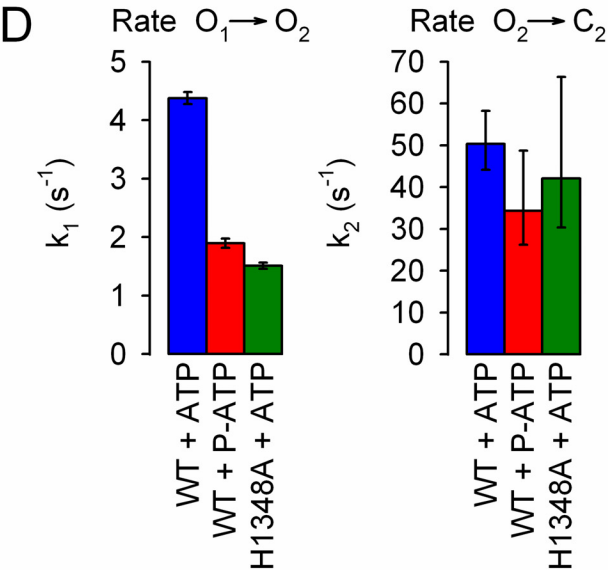 D
Rate O₁→O₂
5
4
3
2
1
0
k₁ (s⁻¹)
WT + ATP
WT + P-ATP
H1348A + ATP
Rate O₂→C₂
70
60
50
40
30
20
10
0
k₂ (s⁻¹)
WT + ATP
WT + P-ATP
H1348A + ATP